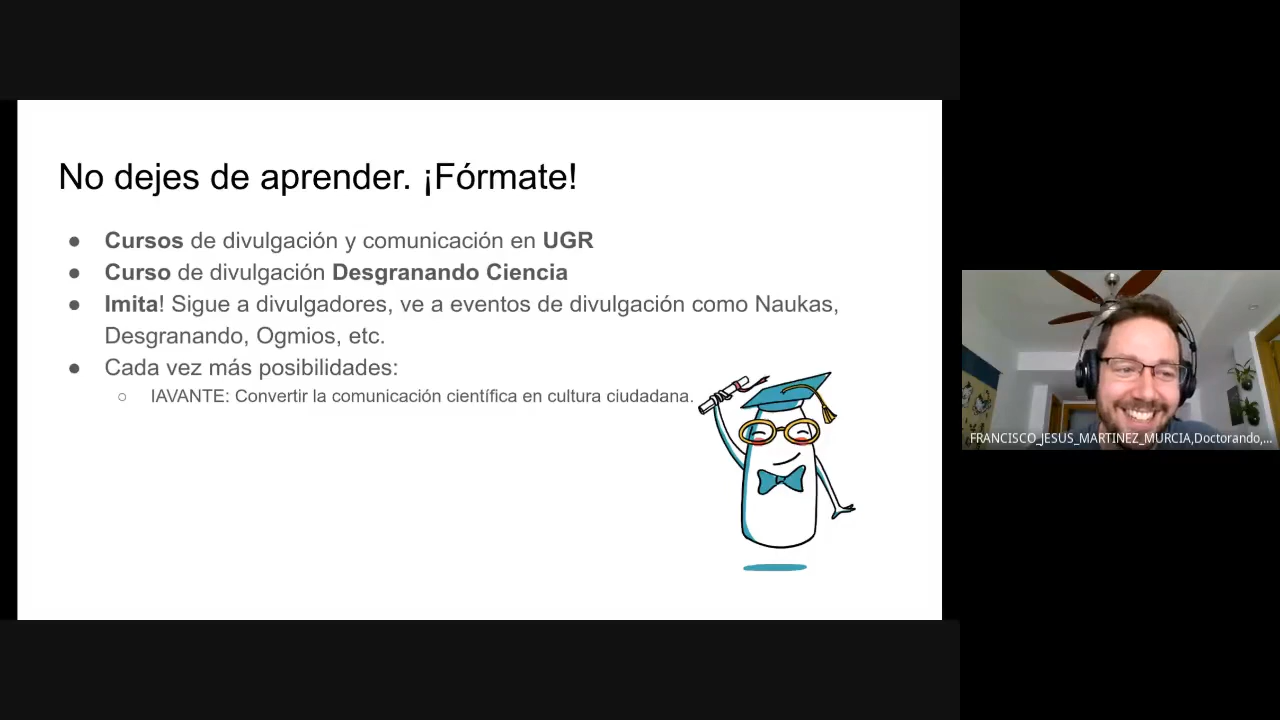 No dejes de aprender. ¡Fórmate!
● Cursos de divulgación y comunicación en UGR
● Curso de divulgación Desgranando Ciencia
● Imita! Sigue a divulgadores, ve a eventos de divulgación como Naukas,
Desgranando, Ogmios, etc.
● Cada vez más posibilidades:
○ IAVANTE: Convertir la comunicación científica en cultura ciudadana.
FRANCISCO_JESUS_MARTINEZ_MURCIA,Doctorando,...